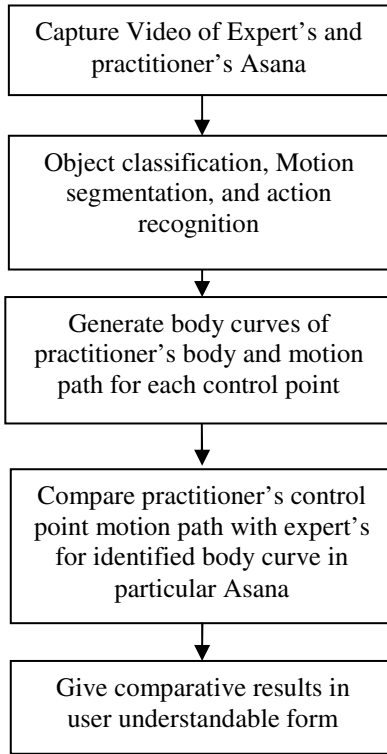 Capture Video of Expert's and
practitioner's Asana
Object classification, Motion
segmentation, and action
recognition
Generate body curves of
practitioner's body and motion
path for each control point
Compare practitioner's control
point motion path with expert's
for identified body curve in
particular Asana
Give comparative results in
user understandable form